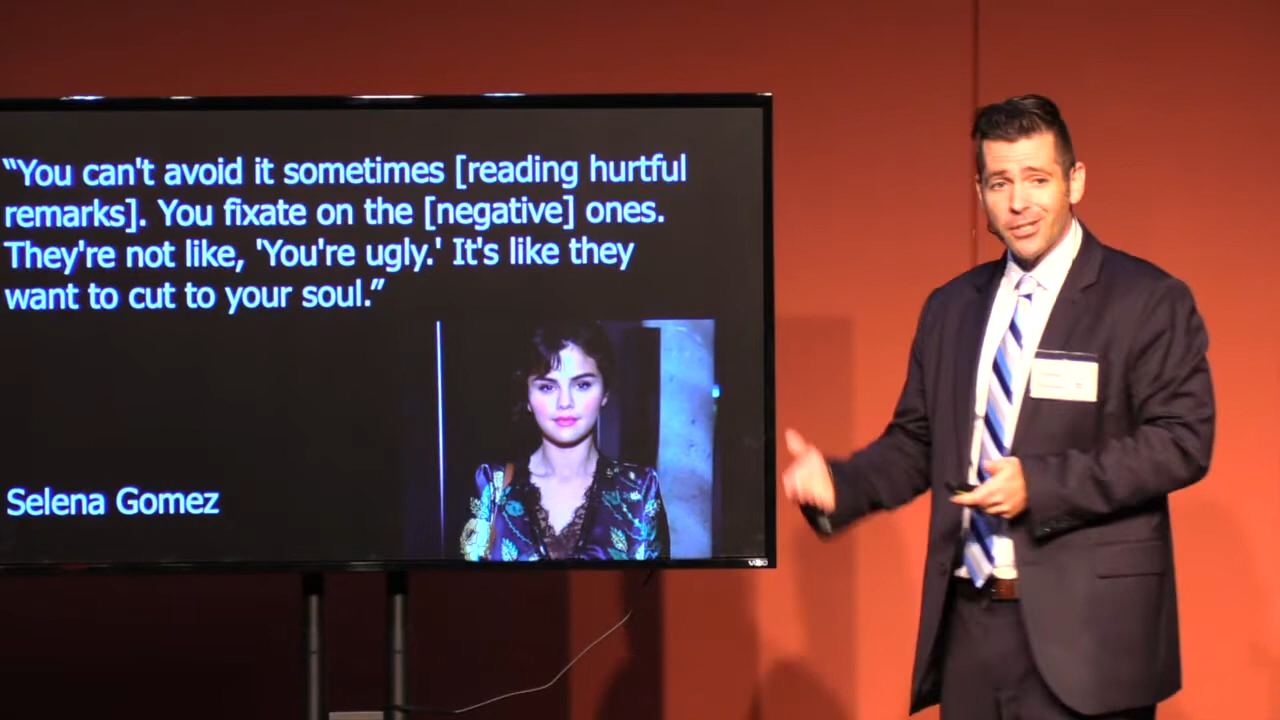 “You can't avoid it sometimes [reading hurtful
remarks]. You fixate on the [negative] ones.
They're not like, 'You're ugly.' It's like they
want to cut to your soul.”
Selena Gomez
VIZIO